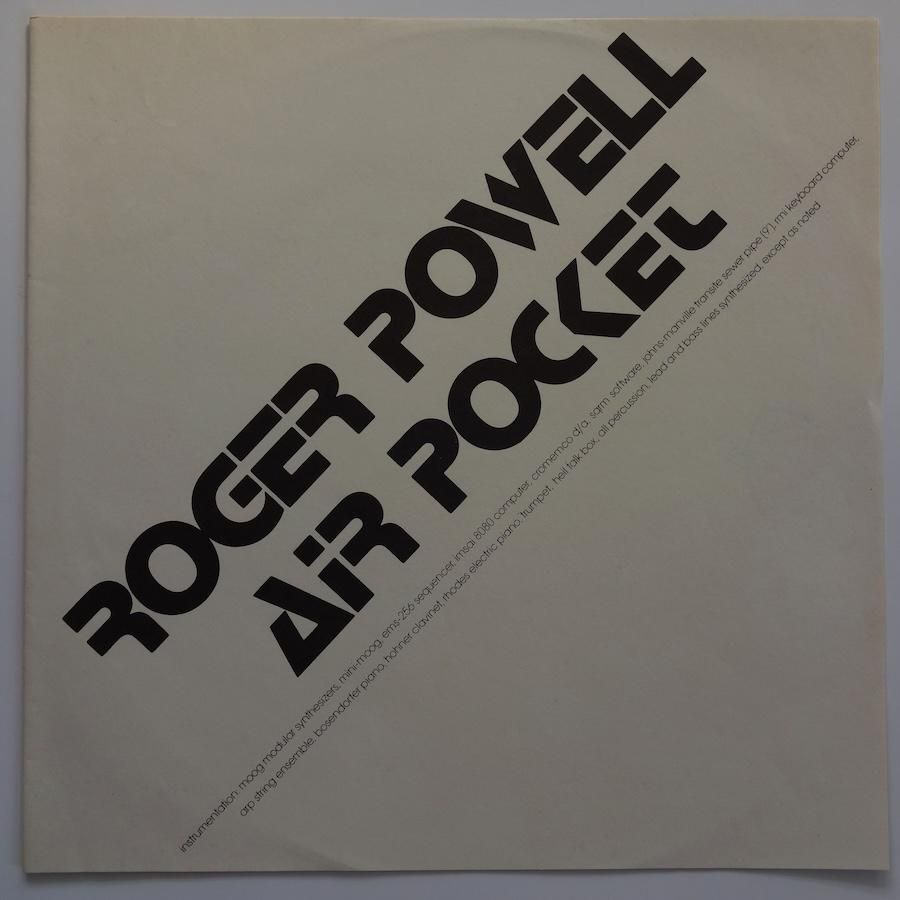 ROGER POWELL
AiR POCKET
instrumentation: moog modular synthesizers, mini-moog, ems-256 sequencer, imsai 8080 computer, cromemco d/a, sqrm software, johns-manville transite sewer pipe (9'), rmi keyboard computer,
arp string ensemble, bosendorfer piano, hohner clavinet, rhodes electric piano, trumpet, heil talk box, all percussion, lead and bass lines synthesized, except as noted